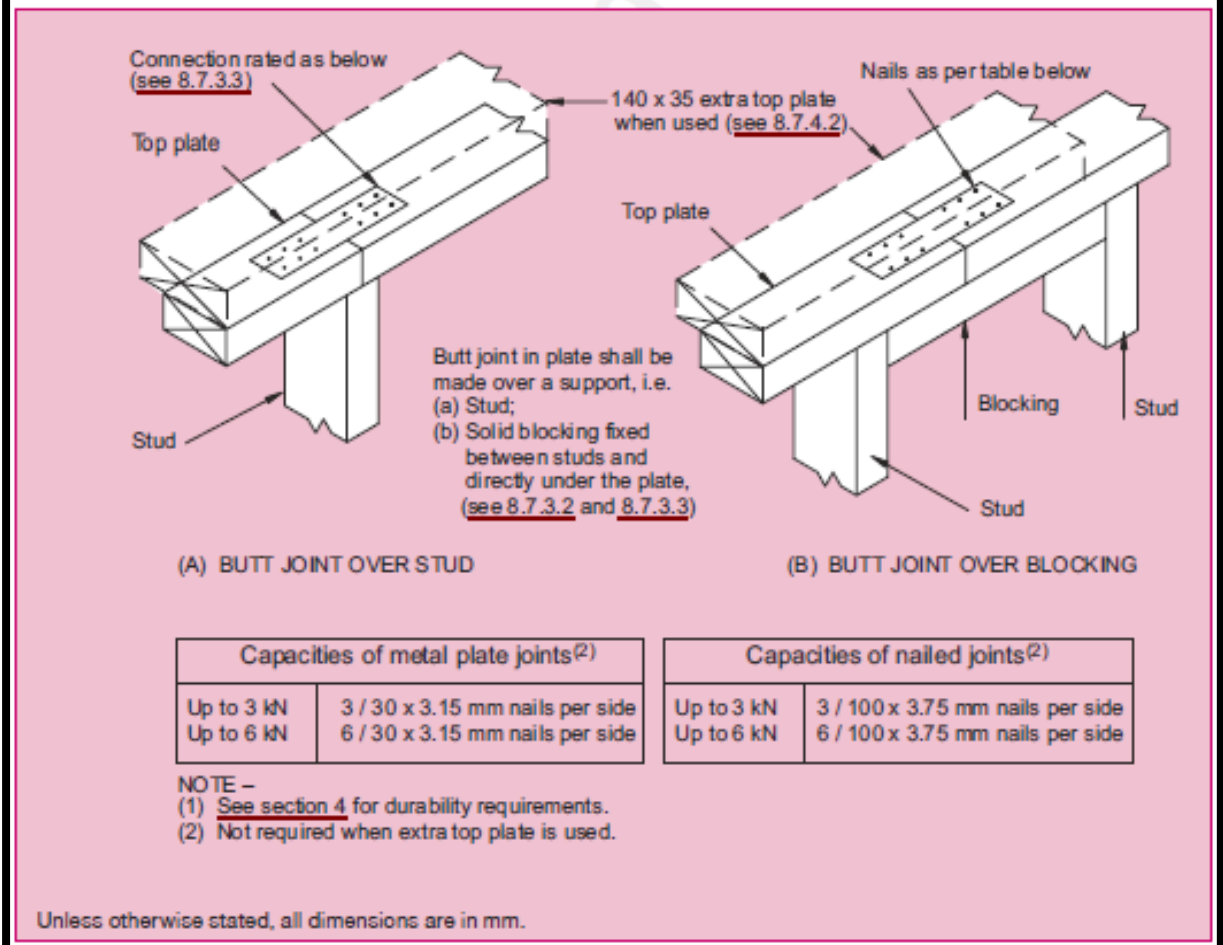 Connection rated as below
(see 8.7.3.3)
Nails as per table below
140 x 35 extra top plate
when used (see 8.7.4.2)
Top plate
Top plate
Butt joint in plate shall be
made over a support, i.e.
(a) Stud;
(b) Solid blocking fixed
between studs and
directly under the plate,
(see 8.7.3.2 and 8.7.3.3)
Blocking
Stud
Stud
Stud
(A) BUTT JOINT OVER STUD
(B) BUTT JOINT OVER BLOCKING
Capacities of metal plate joints(2)
Up to 3 kN 3 / 30 x 3.15 mm nails per side
Up to 6 kN 6 / 30 x 3.15 mm nails per side
Capacities of nailed joints(2)
Up to 3 kN 3 / 100 x 3.75 mm nails per side
Up to 6 kN 6 / 100 x 3.75 mm nails per side
NOTE –
(1) See section 4 for durability requirements.
(2) Not required when extra top plate is used.
Unless otherwise stated, all dimensions are in mm.